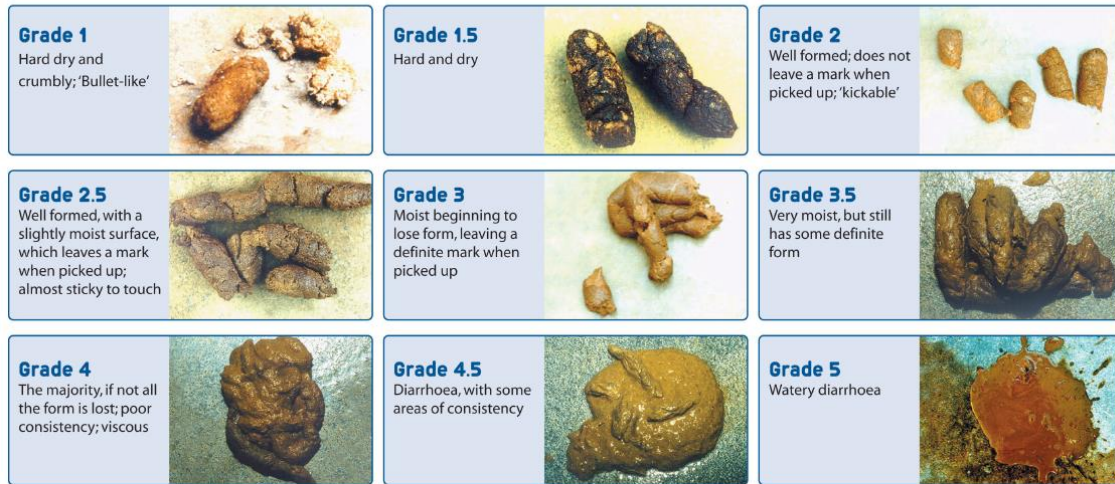 Grade 1
Hard dry and
crumbly; ‘Bullet-like’
Grade 1.5
Hard and dry
Grade 2
Well formed; does not
leave a mark when
picked up; ‘kickable’
Grade 2.5
Well formed, with a
slightly moist surface,
which leaves a mark
when picked up;
almost sticky to touch
Grade 3
Moist beginning to
lose form, leaving a
definite mark when
picked up
Grade 3.5
Very moist, but still
has some definite
form
Grade 4
The majority, if not all
the form is lost; poor
consistency; viscous
Grade 4.5
Diarrhoea, with some
areas of consistency
Grade 5
Watery diarrhoea